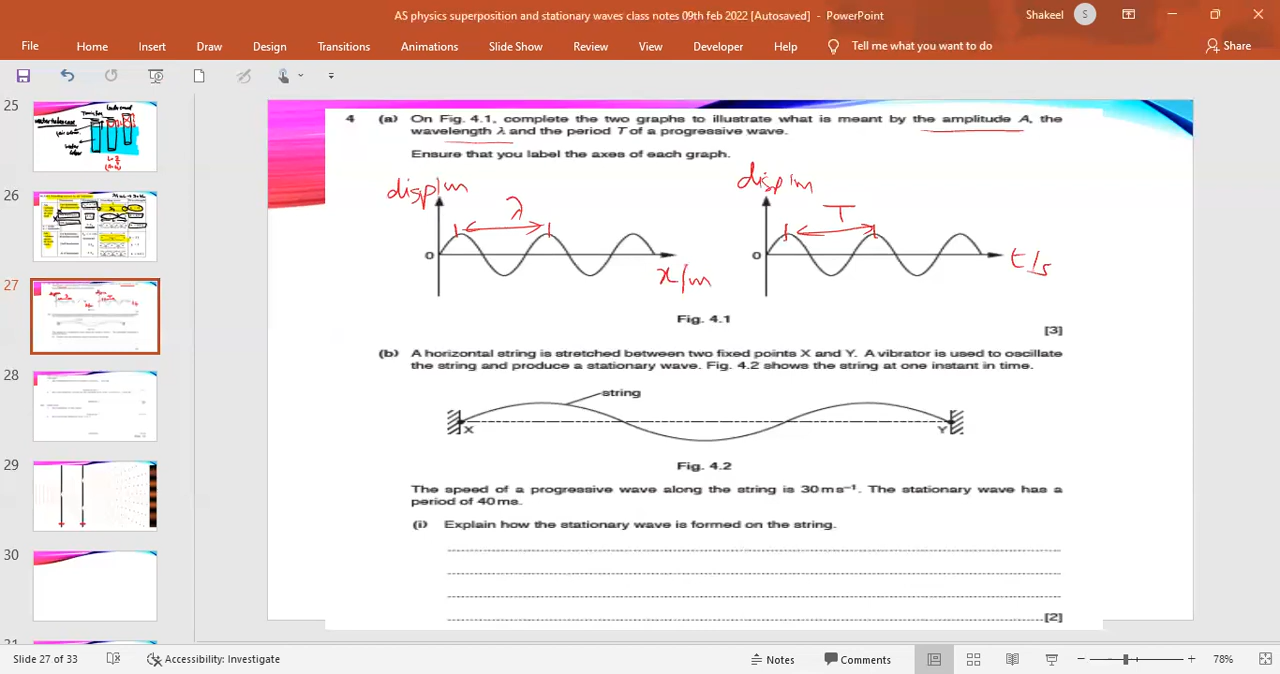 AS physics superposition and stationary waves class notes 09th feb 2022 [Autosaved] - PowerPoint
Shakeel
S
File Home Insert Draw Design Transitions Animations Slide Show Review View Developer Help Tell me what you want to do Share
25
26
27
28
29
30
4 (a) On Fig. 4.1, complete the two graphs to illustrate what is meant by the amplitude A, the
wavelength λ and the period T of a progressive wave.
Ensure that you label the axes of each graph.
disp/m
λ
0
x/m
disp/m
T
0
t/s
Fig. 4.1
[3]
(b) A horizontal string is stretched between two fixed points X and Y. A vibrator is used to oscillate
the string and produce a stationary wave. Fig. 4.2 shows the string at one instant in time.
string
X
Y
Fig. 4.2
The speed of a progressive wave along the string is 30 m s⁻¹. The stationary wave has a
period of 40 ms.
(i) Explain how the stationary wave is formed on the string.
[2]
Slide 27 of 33 Accessibility: Investigate Notes Comments 78%